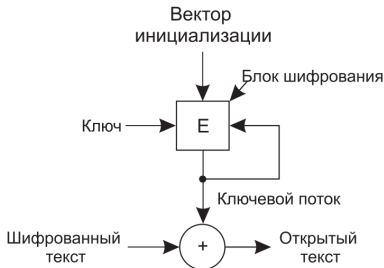 Вектор
инициализации
Блок шифрования
Ключ
E
Ключевой поток
Шифрованный
текст
+
Открытый
текст